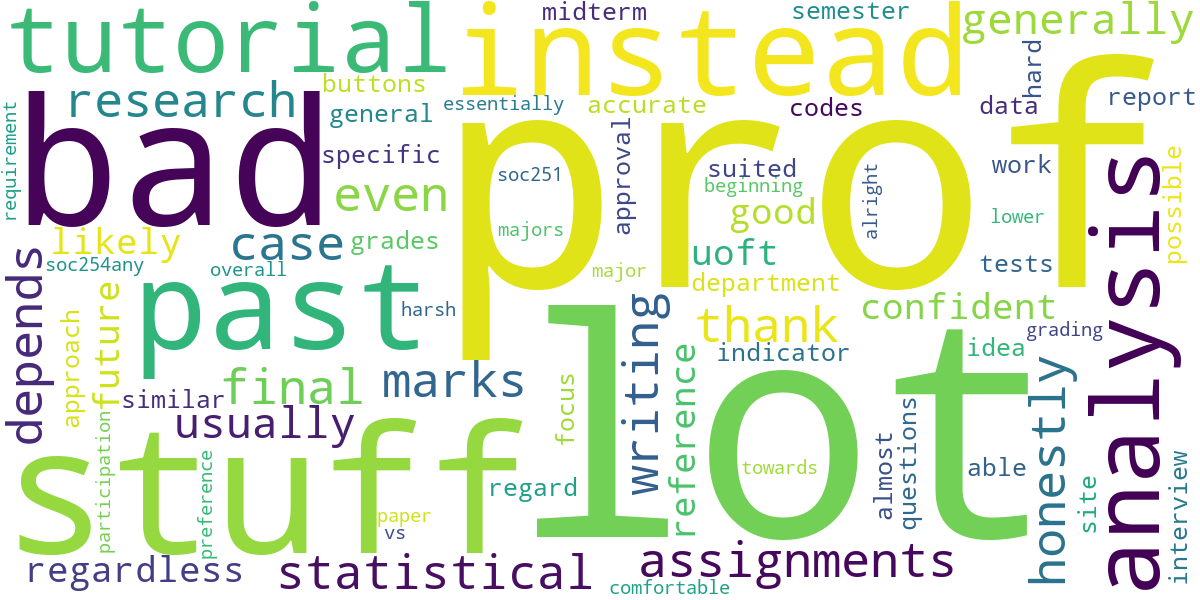 tutorial
instead
midterm
semester
generally
bad
prof
research
buttons
general
essentially
accurate
codes
data
hard
report
requirement
specific
approval
soc251
suited
beginning
alright
work
analysis
possible
even
good
majors
lower
likely
case
grades
uoft
tests
soc254any
overall
major
department
depends
past
harsh
thank
confident
future
approach
writing
indicator
idea
grading
similar
final
marks
reference
honestly
usually
focus
lot
stuff
participation
preference
regard
towards
almost
questions
able
site
interview
paper
vs
regardless
statistical
assignments
comfortable